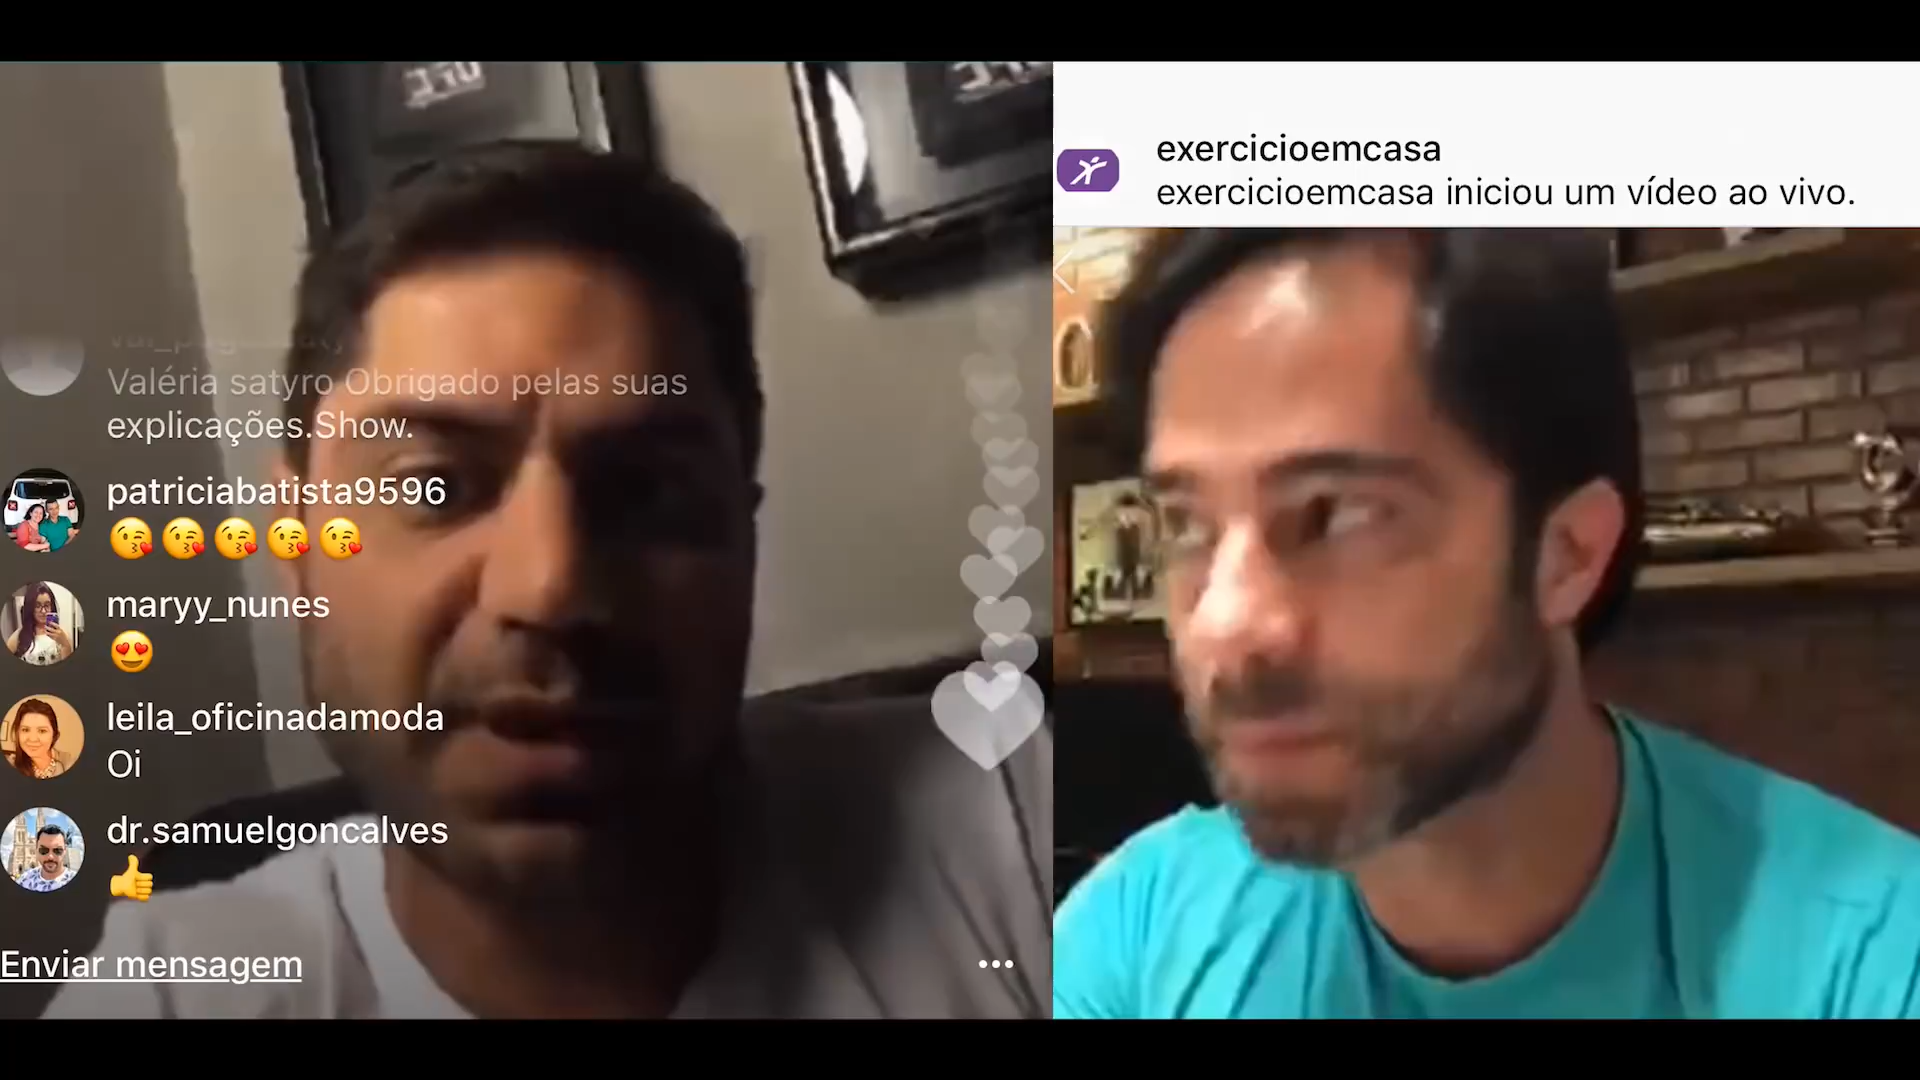 exercicioemcasa
exercicioemcasa iniciou um vídeo ao vivo.
Valéria satyro Obrigado pelas suas
explicações.Show.
patriciabatista9596
😘😘😘😘😘
maryy_nunes
😍
leila_oficinadamoda
Oi
dr.samuelgoncalves
👍
Enviar mensagem